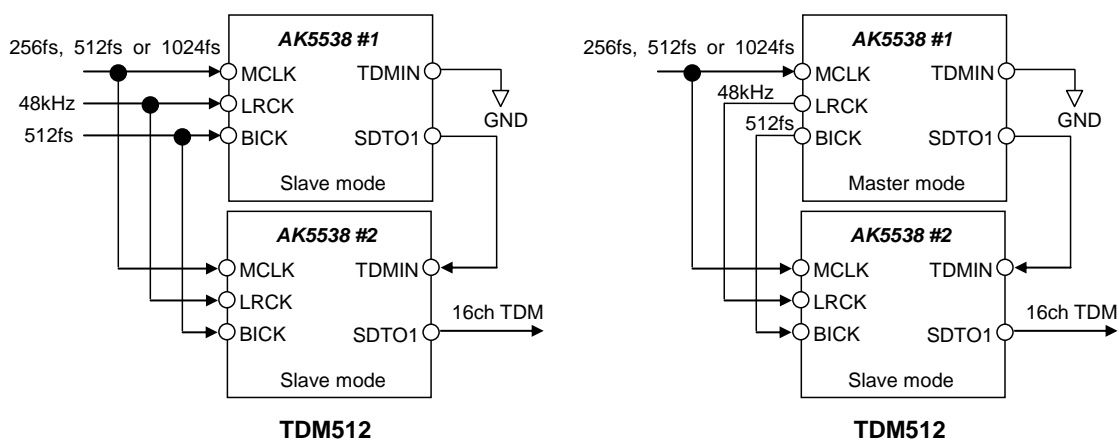 AK5538 #1
256fs, 512fs or 1024fs
MCLK
TDMIN
48kHz
LRCK
GND
512fs
BICK
SDTO1
Slave mode
AK5538 #2
MCLK
TDMIN
LRCK
16ch TDM
BICK
SDTO1
Slave mode
TDM512
AK5538 #1
256fs, 512fs or 1024fs
MCLK
TDMIN
48kHz
LRCK
GND
512fs
BICK
SDTO1
Master mode
AK5538 #2
MCLK
TDMIN
LRCK
16ch TDM
BICK
SDTO1
Slave mode
TDM512